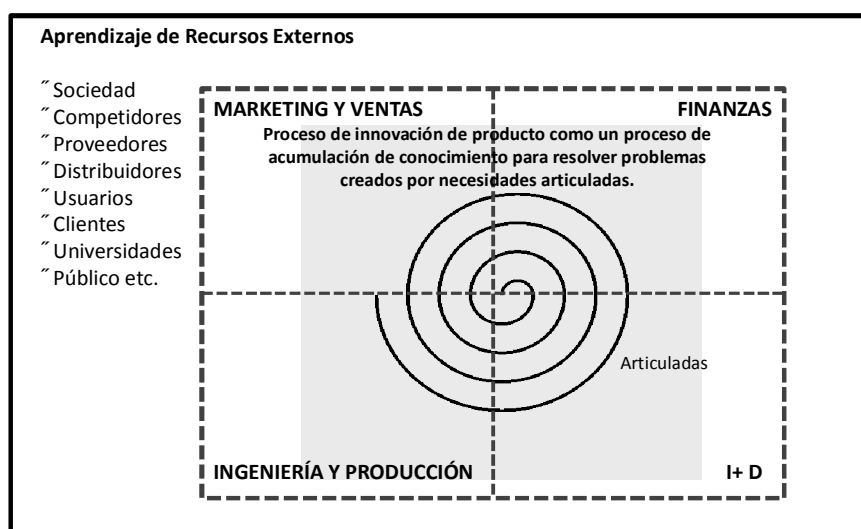 Aprendizaje de Recursos Externos
˝ Sociedad
˝ Competidores
˝ Proveedores
˝ Distribuidores
˝ Usuarios
˝ Clientes
˝ Universidades
˝ Público etc.
MARKETING Y VENTAS
FINANZAS
Proceso de innovación de producto como un proceso de
acumulación de conocimiento para resolver problemas
creados por necesidades articuladas.
Articuladas
INGENIERÍA Y PRODUCCIÓN
I+ D